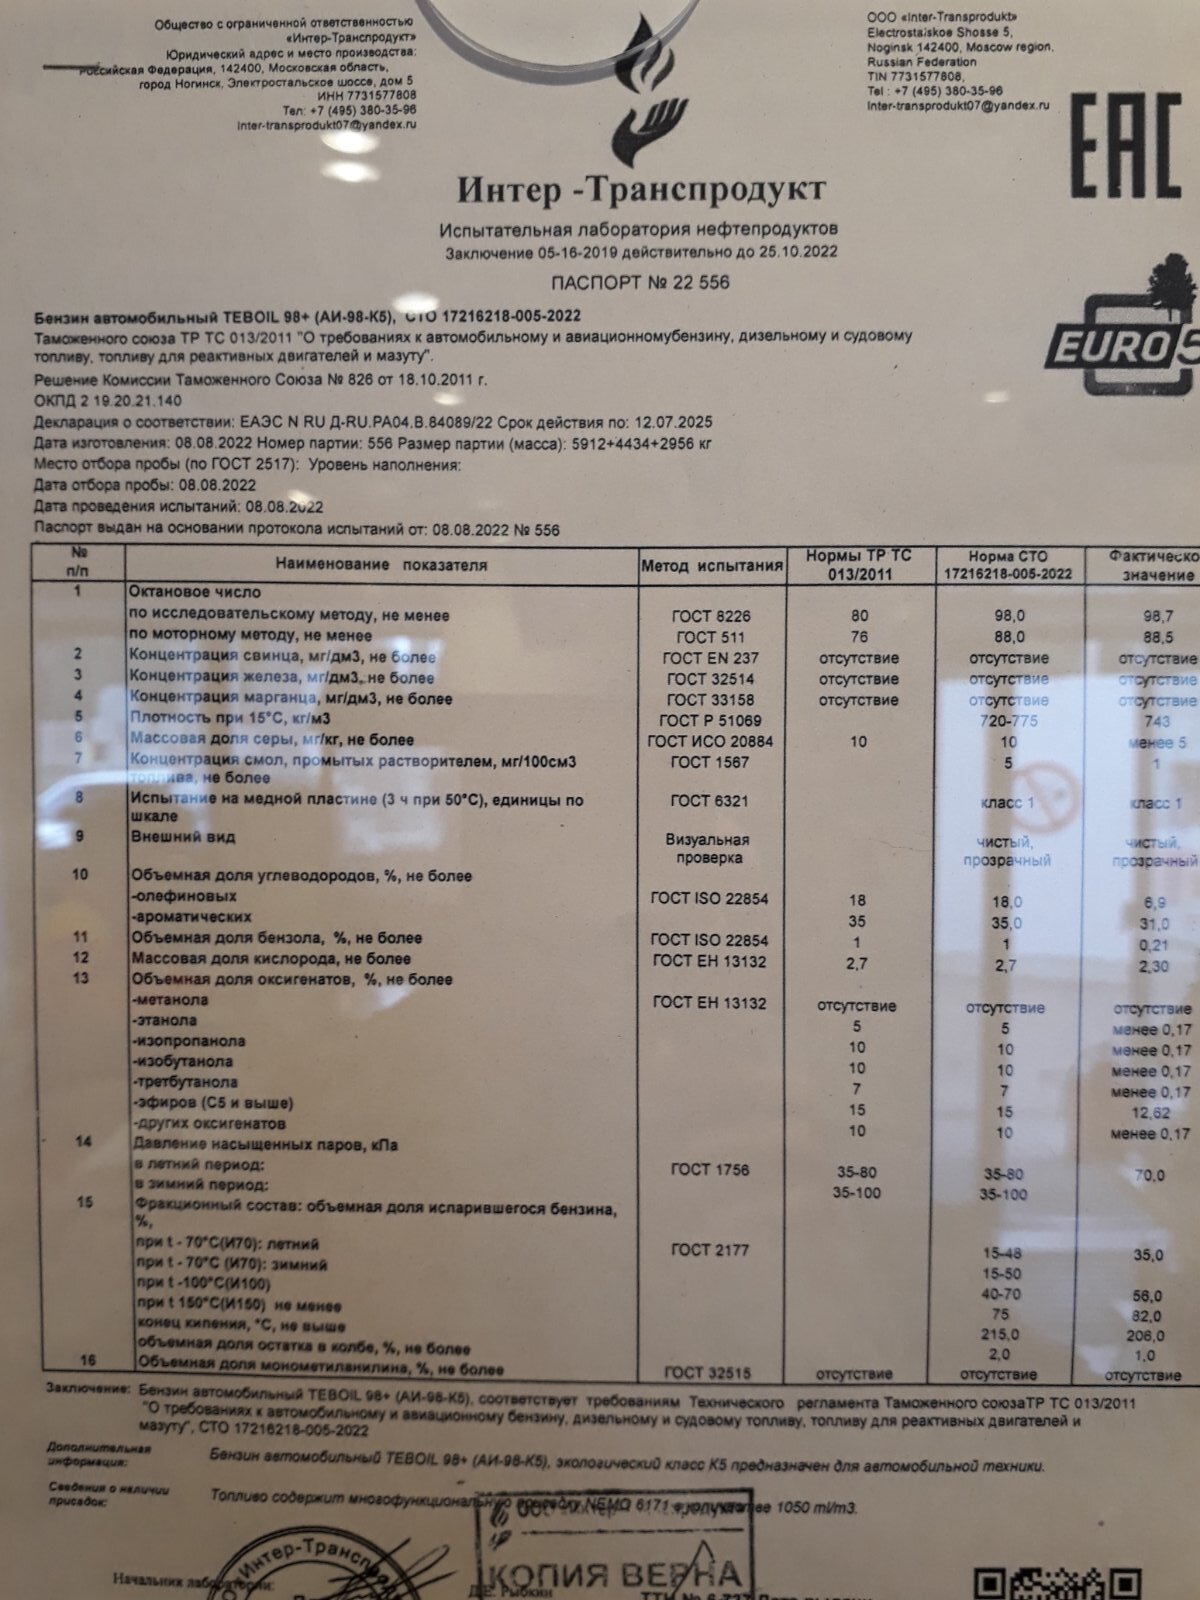 Общество с ограниченной ответственностью
«Интер-Транспродукт»
Юридический адрес и место производства:
Российская Федерация, 142400, Московская область,
город Ногинск, Электростальское шоссе, дом 5
ИНН 7731577808
Тел: +7 (495) 380-35-96
inter-transprodukt07@yandex.ru
ООО «Inter-Transprodukt»
Electrostalskoe Shosse 5,
Noginsk 142400, Moscow region.
Russian Federation
TIN 7731577808,
Tel : +7 (495) 380-35-96
Inter-transprodukt07@yandex.ru
ЕАС
Интер -Транспродукт
Испытательная лаборатория нефтепродуктов
Заключение 05-16-2019 действительно до 25.10.2022
ПАСПОРТ № 22 556
EURO 5
Бензин автомобильный TEBOIL 98+ (АИ-98-К5), СТО 17216218-005-2022
Таможенного союза ТР ТС 013/2011 "О требованиях к автомобильному и авиационномубензину, дизельному и судовому
топливу, топливу для реактивных двигателей и мазуту".
Решение Комиссии Таможенного Союза № 826 от 18.10.2011 г.
ОКПД 2 19.20.21.140
Декларация о соответствии: ЕАЭС N RU Д-RU.РА04.В.84089/22 Срок действия по: 12.07.2025
Дата изготовления: 08.08.2022 Номер партии: 556 Размер партии (масса): 5912+4434+2956 кг
Место отбора пробы (по ГОСТ 2517): Уровень наполнения:
Дата отбора пробы: 08.08.2022
Дата проведения испытаний: 08.08.2022
Паспорт выдан на основании протокола испытаний от: 08.08.2022 № 556
№ п/п Наименование показателя Метод испытания Нормы ТР ТС 013/2011 Норма СТО 17216218-005-2022 Фактическо значение
1 Октановое число
по исследовательскому методу, не менее ГОСТ 8226 80 98,0 98,7
по моторному методу, не менее ГОСТ 511 76 88,0 88,5
2 Концентрация свинца, мг/дм3, не более ГОСТ EN 237 отсутствие отсутствие отсутствие
3 Концентрация железа, мг/дм3, не более ГОСТ 32514 отсутствие отсутствие отсутствие
4 Концентрация марганца, мг/дм3, не более ГОСТ 33158 отсутствие отсутствие отсутствие
5 Плотность при 15°С, кг/м3 ГОСТ Р 51069 720-775 743
6 Массовая доля серы, мг/кг, не более ГОСТ ИСО 20884 10 10 менее 5
7 Концентрация смол, промытых растворителем, мг/100см3 ГОСТ 1567 5 1
топлива, не более
8 Испытание на медной пластине (3 ч при 50°С), единицы по ГОСТ 6321 класс 1 класс 1
шкале
9 Внешний вид Визуальная проверка чистый, прозрачный чистый, прозрачный
10 Объемная доля углеводородов, %, не более
-олефиновых ГОСТ ISO 22854 18 18,0 6,9
-ароматических 35 35,0 31,0
11 Объемная доля бензола, %, не более ГОСТ ISO 22854 1 1 0,21
12 Массовая доля кислорода, не более ГОСТ ЕН 13132 2,7 2,7 2,30
13 Объемная доля оксигенатов, %, не более
-метанола ГОСТ ЕН 13132 отсутствие отсутствие отсутствие
-этанола 5 5 менее 0,17
-изопропанола 10 10 менее 0,17
-изобутанола 10 10 менее 0,17
-третбутанола 7 7 менее 0,17
-эфиров (С5 и выше) 15 15 12,62
-других оксигенатов 10 10 менее 0,17
14 Давление насыщенных паров, кПа
в летний период: ГОСТ 1756 35-80 35-80 70,0
в зимний период: 35-100 35-100
15 Фракционный состав: объемная доля испарившегося бензина,
%,
при t - 70°С(И70): летний ГОСТ 2177 15-48 35,0
при t - 70°С (И70): зимний 15-50
при t -100°С(И100) 40-70 56,0
при t 150°С(И150) не менее 75 82,0
конец кипения, °С, не выше 215,0 206,0
объемная доля остатка в колбе, %, не более 2,0 1,0
16 Объемная доля монометиланилина, %, не более ГОСТ 32515 отсутствие отсутствие отсутствие
Заключение: Бензин автомобильный TEBOIL 98+ (АИ-98-К5), соответствует требованиям Технического регламента Таможенного союзаТР ТС 013/2011
"О требованиях к автомобильному и авиационному бензину, дизельному и судовому топливу, топливу для реактивных двигателей и
мазуту", СТО 17216218-005-2022
Дополнительная информация: Бензин автомобильный TEBOIL 98+ (АИ-98-К5), экологический класс К5 предназначен для автомобильной техники.
Сведения о наличии присадок: Топливо содержит многофункциональную присадку NEMO 6171 в количестве 1050 ml/m3.
Начальник лаборатории:
Интер-Трансп
КОПИЯ ВЕРНА
Д.Е. Рыбкин